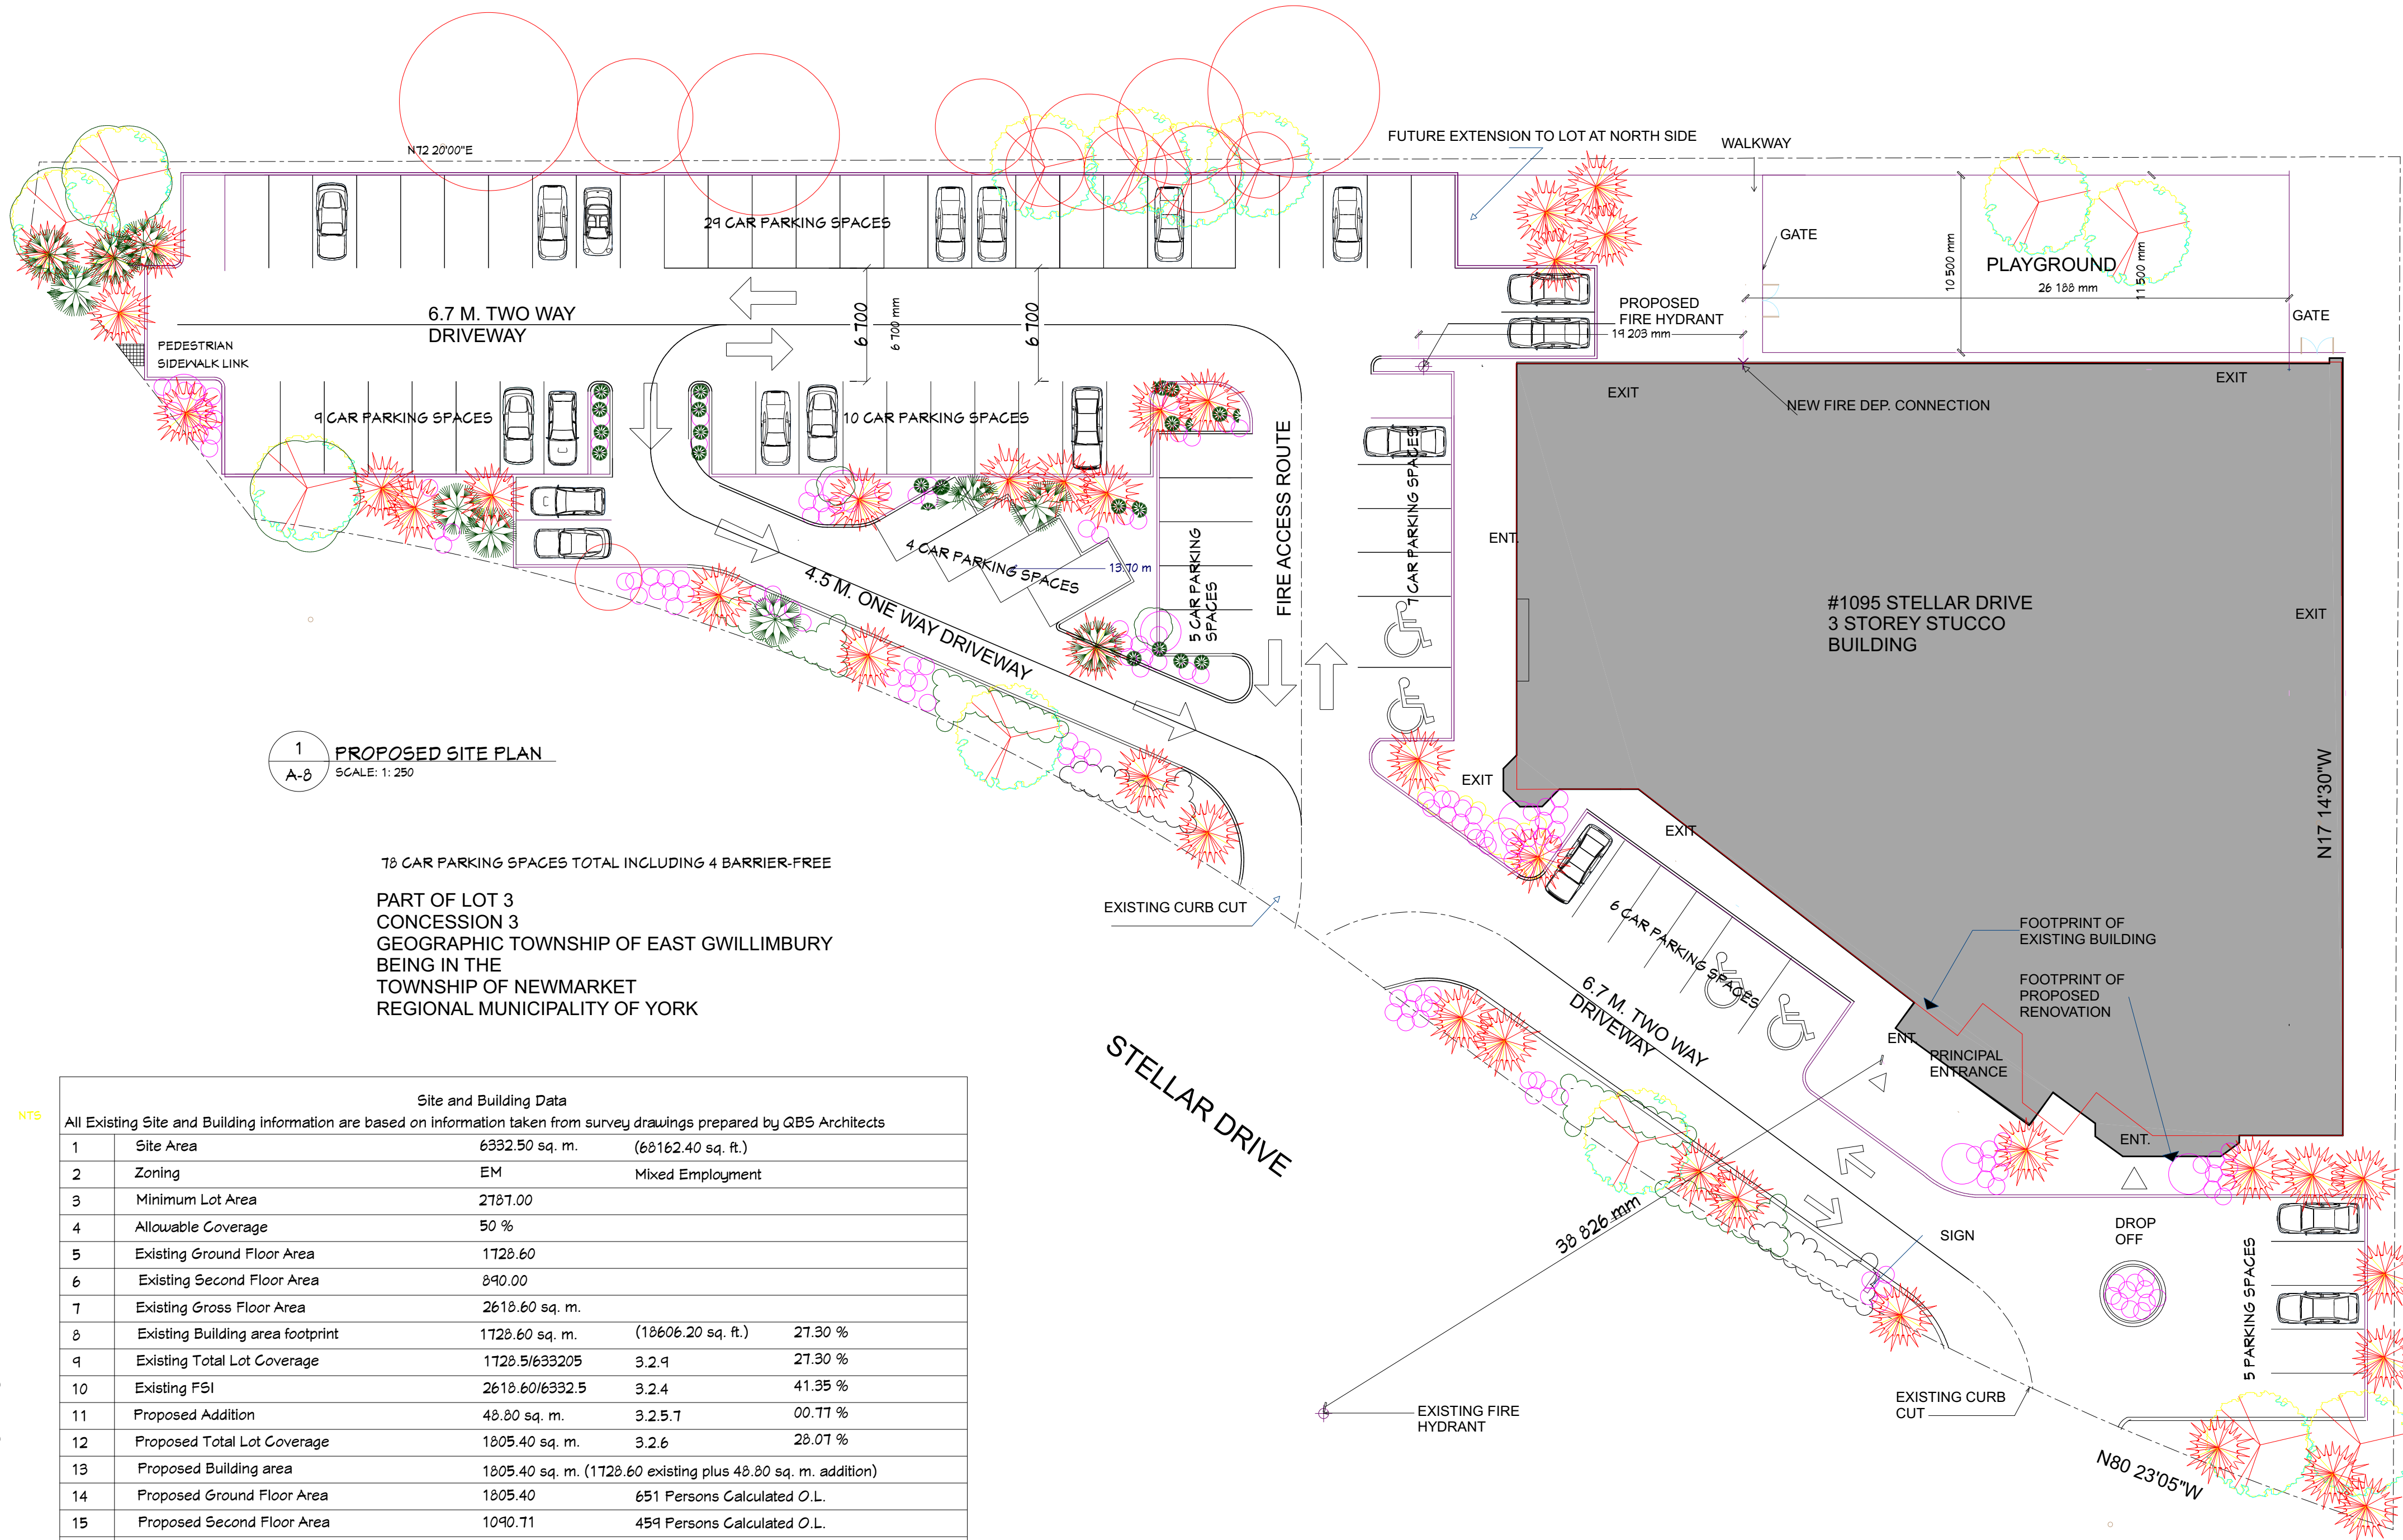 N72 20'00"E
FUTURE EXTENSION TO LOT AT NORTH SIDE
WALKWAY
29 CAR PARKING SPACES
GATE
PLAYGROUND
10 500 mm
11 500 mm
26 188 mm
GATE
6.7 M. TWO WAY
DRIVEWAY
6 700
6 700 mm
6 700
PROPOSED
FIRE HYDRANT
19 203 mm
PEDESTRIAN
SIDEWALK LINK
EXIT
EXIT
NEW FIRE DEP. CONNECTION
9 CAR PARKING SPACES
10 CAR PARKING SPACES
FIRE ACCESS ROUTE
7 CAR PARKING SPACES
ENT.
4 CAR PARKING SPACES
13.70 m
5 CAR PARKING
SPACES
4.5 M. ONE WAY DRIVEWAY
#1095 STELLAR DRIVE
3 STOREY STUCCO
BUILDING
EXIT
N17 14'30"W
1
A-8
PROPOSED SITE PLAN
SCALE: 1: 250
EXIT
EXIT
78 CAR PARKING SPACES TOTAL INCLUDING 4 BARRIER-FREE
PART OF LOT 3
CONCESSION 3
GEOGRAPHIC TOWNSHIP OF EAST GWILLIMBURY
BEING IN THE
TOWNSHIP OF NEWMARKET
REGIONAL MUNICIPALITY OF YORK
EXISTING CURB CUT
6 CAR PARKING SPACES
FOOTPRINT OF
EXISTING BUILDING
FOOTPRINT OF
PROPOSED
RENOVATION
6.7 M. TWO WAY
DRIVEWAY
ENT.
PRINCIPAL
ENTRANCE
STELLAR DRIVE
ENT.
38 826 mm
SIGN
DROP
OFF
5 PARKING SPACES
EXISTING FIRE
HYDRANT
EXISTING CURB
CUT
N80 23'05"W
NTS
Site and Building Data
All Existing Site and Building information are based on information taken from survey drawings prepared by QBS Architects
1 Site Area 6332.50 sq. m. (68162.40 sq. ft.)
2 Zoning EM Mixed Employment
3 Minimum Lot Area 2787.00
4 Allowable Coverage 50 %
5 Existing Ground Floor Area 1728.60
6 Existing Second Floor Area 890.00
7 Existing Gross Floor Area 2618.60 sq. m.
8 Existing Building area footprint 1728.60 sq. m. (18606.20 sq. ft.) 27.30 %
9 Existing Total Lot Coverage 1728.5/633205 3.2.9 27.30 %
10 Existing FSI 2618.60/6332.5 3.2.4 41.35 %
11 Proposed Addition 48.80 sq. m. 3.2.5.7 00.77 %
12 Proposed Total Lot Coverage 1805.40 sq. m. 3.2.6 28.07 %
13 Proposed Building area 1805.40 sq. m. (1728.60 existing plus 48.80 sq. m. addition)
14 Proposed Ground Floor Area 1805.40 651 Persons Calculated O.L.
15 Proposed Second Floor Area 1090.71 459 Persons Calculated O.L.